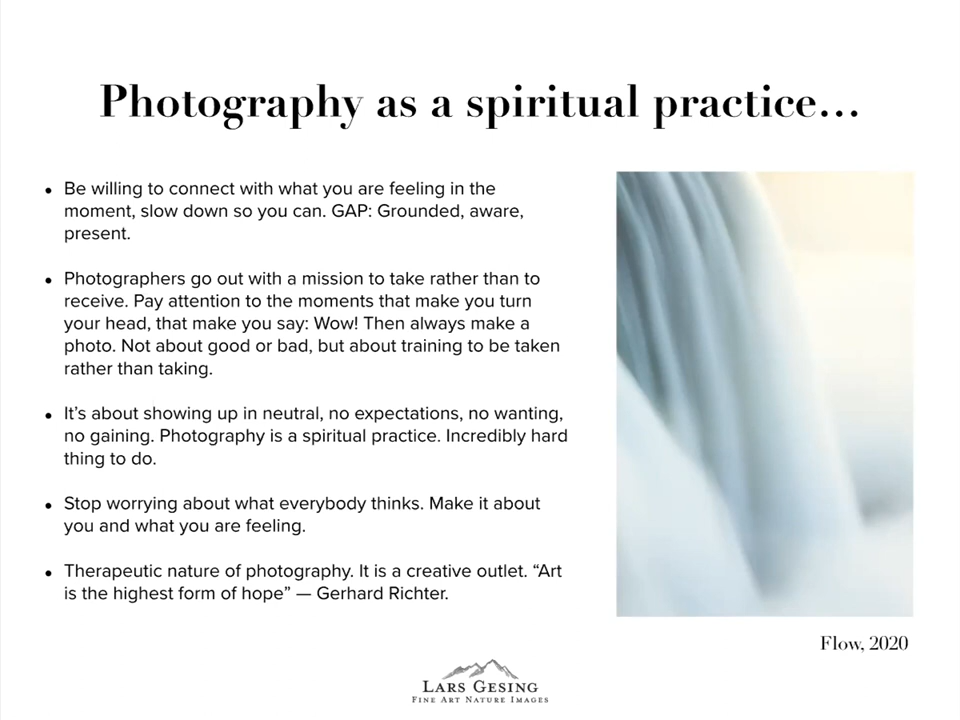 Photography as a spiritual practice…
• Be willing to connect with what you are feeling in the
moment, slow down so you can. GAP: Grounded, aware,
present.
• Photographers go out with a mission to take rather than to
receive. Pay attention to the moments that make you turn
your head, that make you say: Wow! Then always make a
photo. Not about good or bad, but about training to be taken
rather than taking.
• It’s about showing up in neutral, no expectations, no wanting,
no gaining. Photography is a spiritual practice. Incredibly hard
thing to do.
• Stop worrying about what everybody thinks. Make it about
you and what you are feeling.
• Therapeutic nature of photography. It is a creative outlet. “Art
is the highest form of hope” — Gerhard Richter.
Flow, 2020
LARS GESING
FINE ART NATURE IMAGES